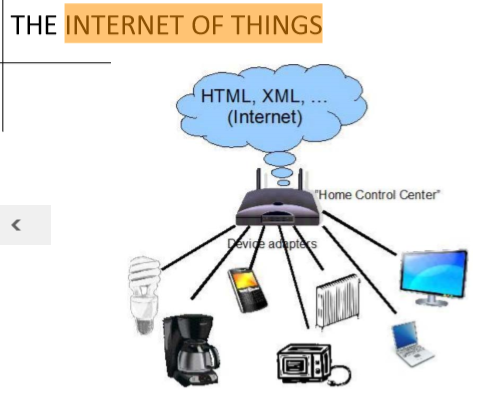 THE INTERNET OF THINGS
HTML, XML, ...
(Internet)
"Home Control Center"
Device adapters